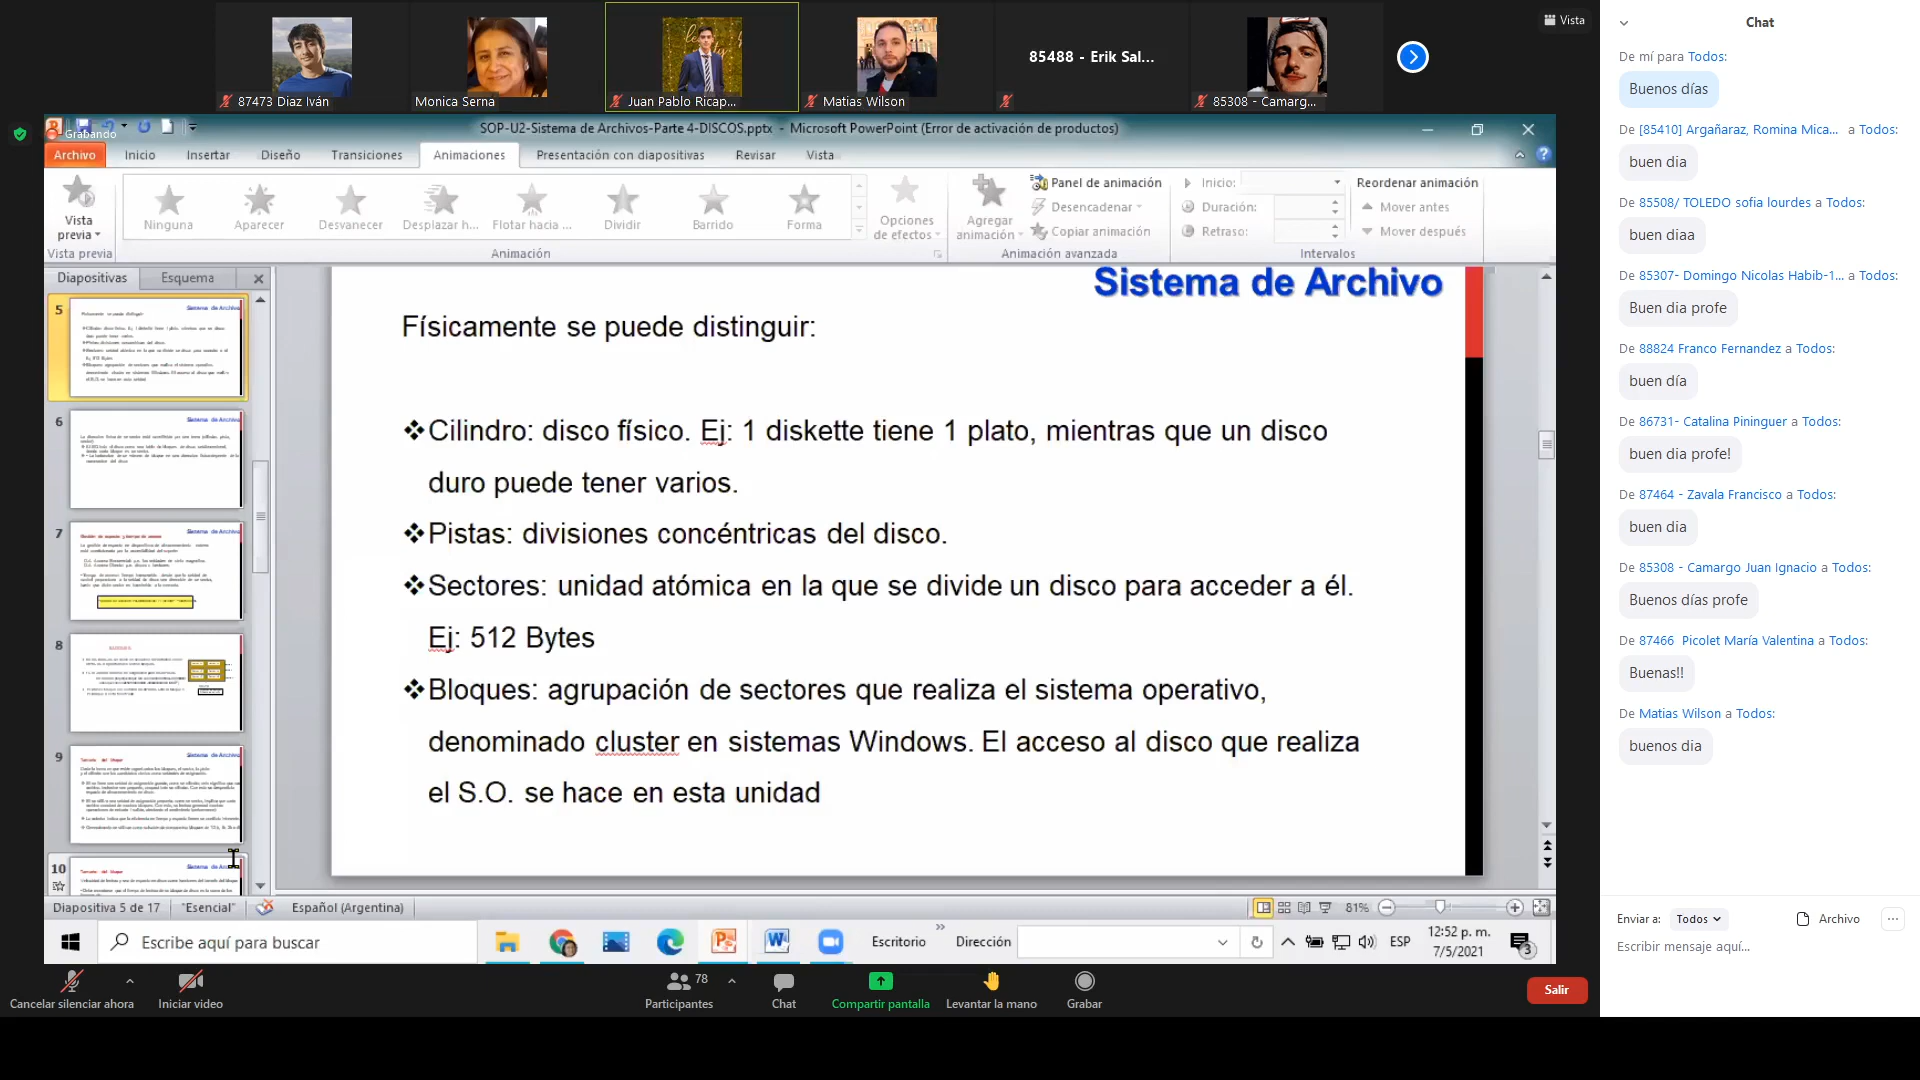 Vista
87473 Diaz Iván
Monica Serna
Juan Pablo Ricap...
Matias Wilson
85488 - Erik Sal...
85308 - Camarg...
Grabando
SOP-U2-Sistema de Archivos-Parte 4-DISCOS.pptx - Microsoft PowerPoint (Error de activación de productos)
Archivo Inicio Insertar Diseño Transiciones Animaciones Presentación con diapositivas Revisar Vista
Vista previa
Ninguna Aparecer Desvanecer Desplazar h... Flotar hacia ... Dividir Barrido Forma
Opciones de efectos
Agregar animación
Panel de animación
Desencadenar
Copiar animación
Inicio:
Duración:
Retraso:
Reordenar animación
Mover antes
Mover después
Vista previa Animación Animación avanzada Intervalos
Diapositivas Esquema
5
6
7
8
9
10
Sistema de Archivo
Físicamente se puede distinguir:
❖Cilindro: disco físico. Ej: 1 diskette tiene 1 plato, mientras que un disco
duro puede tener varios.
❖Pistas: divisiones concéntricas del disco.
❖Sectores: unidad atómica en la que se divide un disco para acceder a él.
Ej: 512 Bytes
❖Bloques: agrupación de sectores que realiza el sistema operativo,
denominado cluster en sistemas Windows. El acceso al disco que realiza
el S.O. se hace en esta unidad
Diapositiva 5 de 17 "Esencial" Español (Argentina) 81%
Escribe aquí para buscar
Escritorio » Dirección
ESP
12:52 p. m.
7/5/2021
3
Cancelar silenciar ahora
Iniciar video
78
Participantes
Chat
Compartir pantalla
Levantar la mano
Grabar
Salir
Chat
De mí para Todos:
Buenos días
De [85410] Argañaraz, Romina Mica... a Todos:
buen dia
De 85508/ TOLEDO sofia lourdes a Todos:
buen diaa
De 85307- Domingo Nicolas Habib-1... a Todos:
Buen dia profe
De 88824 Franco Fernandez a Todos:
buen día
De 86731- Catalina Pininguer a Todos:
buen dia profe!
De 87464 - Zavala Francisco a Todos:
buen dia
De 85308 - Camargo Juan Ignacio a Todos:
Buenos días profe
De 87466 Picolet María Valentina a Todos:
Buenas!!
De Matias Wilson a Todos:
buenos dia
Enviar a: Todos
Archivo
...
Escribir mensaje aquí...